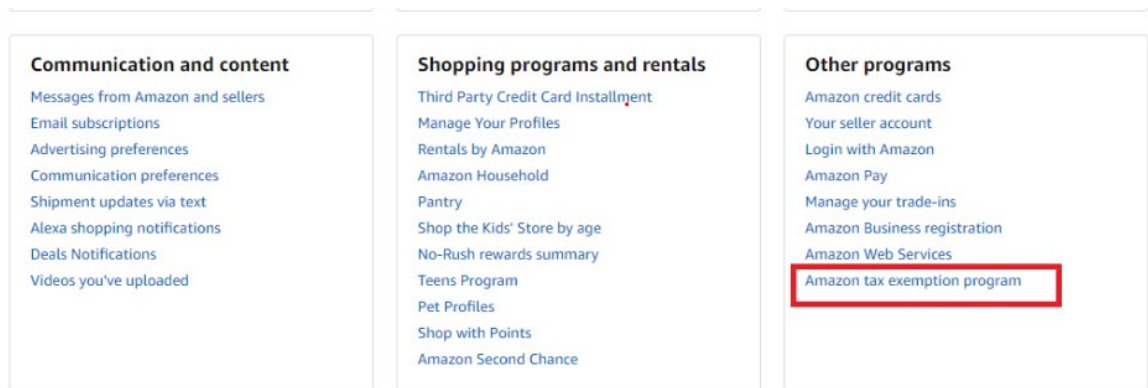 Communication and content
Messages from Amazon and sellers
Email subscriptions
Advertising preferences
Communication preferences
Shipment updates via text
Alexa shopping notifications
Deals Notifications
Videos you've uploaded
Shopping programs and rentals
Third Party Credit Card Installment
Manage Your Profiles
Rentals by Amazon
Amazon Household
Pantry
Shop the Kids' Store by age
No-Rush rewards summary
Teens Program
Pet Profiles
Shop with Points
Amazon Second Chance
Other programs
Amazon credit cards
Your seller account
Login with Amazon
Amazon Pay
Manage your trade-ins
Amazon Business registration
Amazon Web Services
Amazon tax exemption program